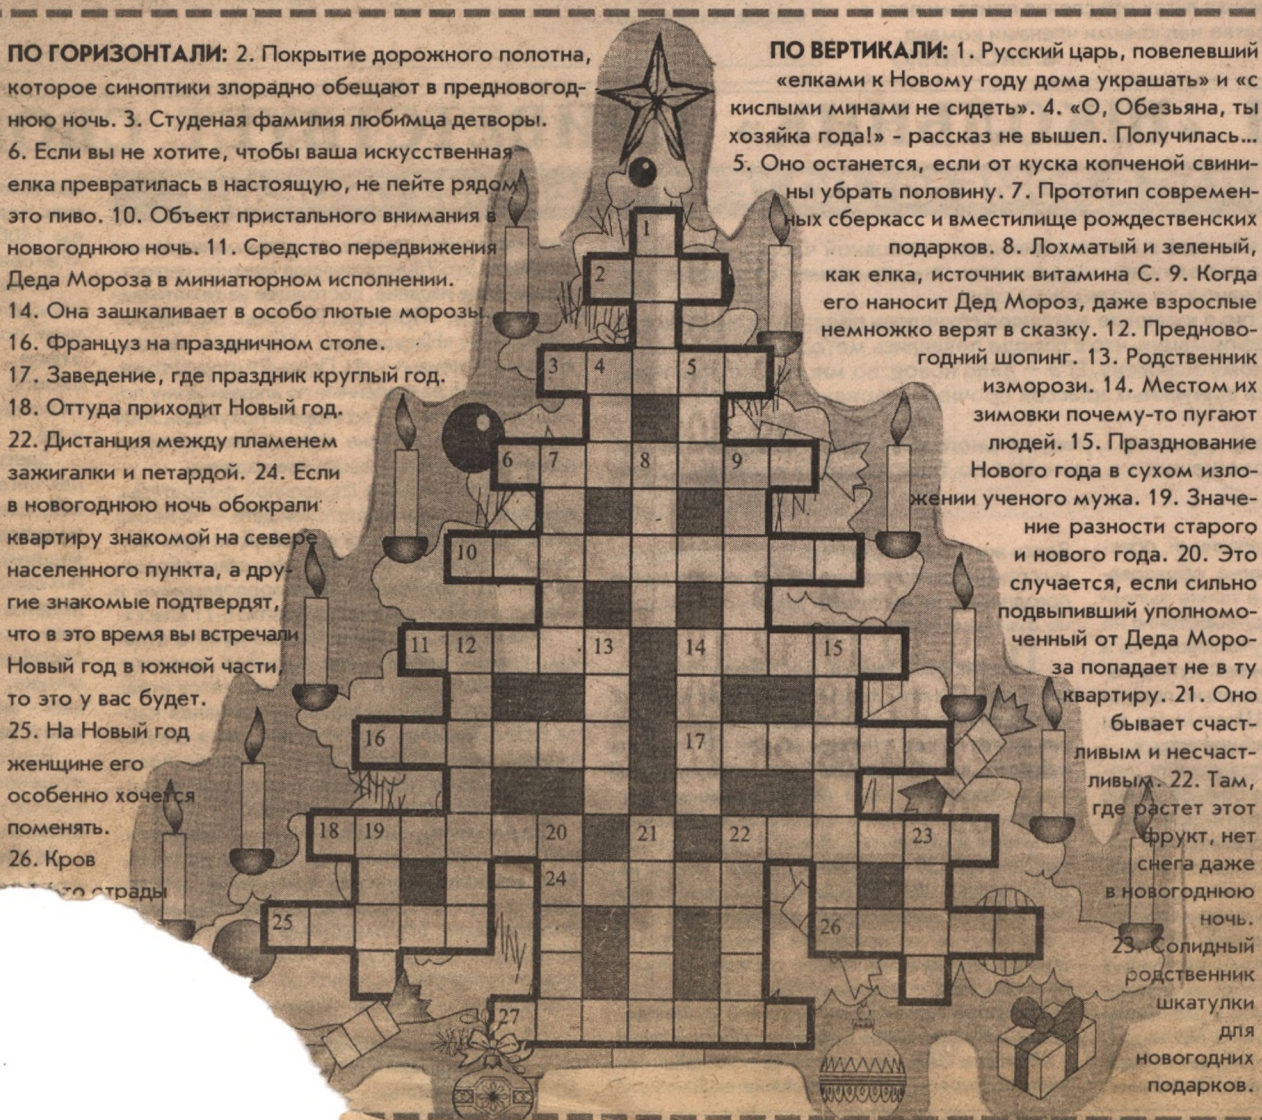 ПО ГОРИЗОНТАЛИ: 2. Покрытие дорожного полотна,
которое синоптики злорадно обещают в предновогод-
нюю ночь. 3. Студеная фамилия любимца детворы.
6. Если вы не хотите, чтобы ваша искусственная
елка превратилась в настоящую, не пейте рядом
это пиво. 10. Объект пристального внимания в
новогоднюю ночь. 11. Средство передвижения
Деда Мороза в миниатюрном исполнении.
14. Она зашкаливает в особо лютые морозы.
16. Француз на праздничном столе.
17. Заведение, где праздник круглый год.
18. Оттуда приходит Новый год.
22. Дистанция между пламенем
зажигалки и петардой. 24. Если
в новогоднюю ночь обокрали
квартиру знакомой на севере
населенного пункта, а дру-
гие знакомые подтвердят,
что в это время вы встречали
Новый год в южной части,
то это у вас будет.
25. На Новый год
женщине его
особенно хочется
поменять.
26. Кров
отрады
ПО ВЕРТИКАЛИ: 1. Русский царь, повелевший
«елками к Новому году дома украшать» и «с
кислыми минами не сидеть». 4. «О, Обезьяна, ты
хозяйка года!» - рассказ не вышел. Получилась...
5. Оно останется, если от куска копченой свини-
ны убрать половину. 7. Прототип современ-
ных сберкасс и вместилище рождественских
подарков. 8. Лохматый и зеленый,
как елка, источник витамина С. 9. Когда
его наносит Дед Мороз, даже взрослые
немножко верят в сказку. 12. Предново-
годний шопинг. 13. Родственник
изморози. 14. Местом их
зимовки почему-то пугают
людей. 15. Празднование
Нового года в сухом изло-
жении ученого мужа. 19. Значе-
ние разности старого
и нового года. 20. Это
случается, если сильно
подвыпивший уполномо-
ченный от Деда Моро-
за попадает не в ту
квартиру. 21. Оно
бывает счаст-
ливым и несчаст-
ливым. 22. Там,
где растет этот
фрукт, нет
снега даже
в новогоднюю
ночь.
23. Солидный
родственник
шкатулки
для
новогодних
подарков.
1
2
3 4 5
6 7 8 9
10
11 12 13 14 15
16 17
18 19 20 21 22 23
24
25 26
27